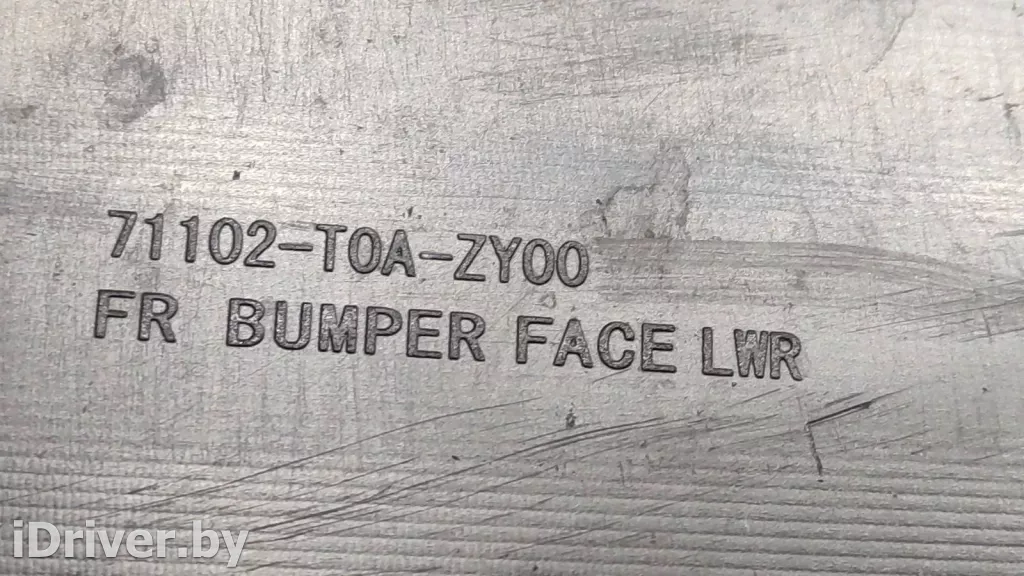 71102-T0A-ZY00
FR BUMPER FACE LWR
iDriver.by